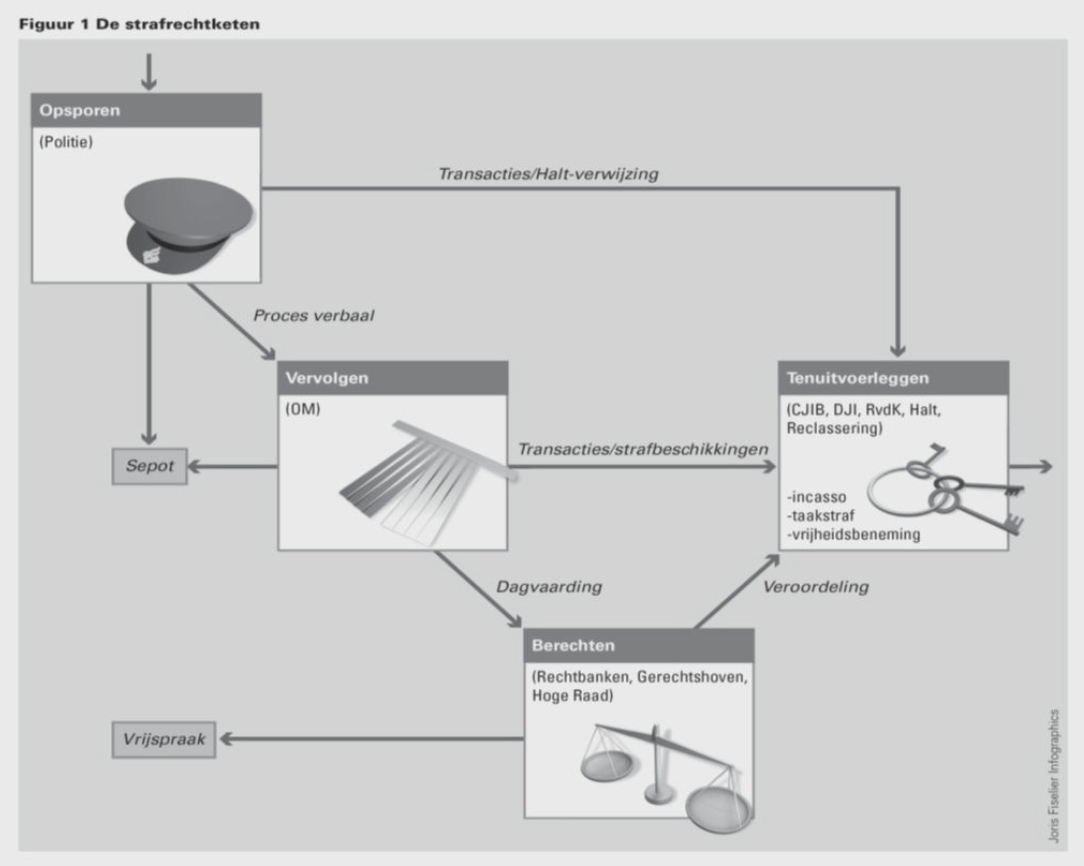 Figuur 1 De strafrechtketen
Opsporen
(Politie)
Transacties/Halt-verwijzing
Proces verbaal
Vervolgen
(OM)
Tenuitvoerleggen
(CJIB, DJI, RvdK, Halt,
Reclassering)
Transacties/strafbeschikkingen
Sepot
-incasso
-taakstraf
-vrijheidsbeneming
Dagvaarding
Veroordeling
Berechten
(Rechtbanken, Gerechtshoven,
Hoge Raad)
Vrijspraak
Joris Fiselier Infographics